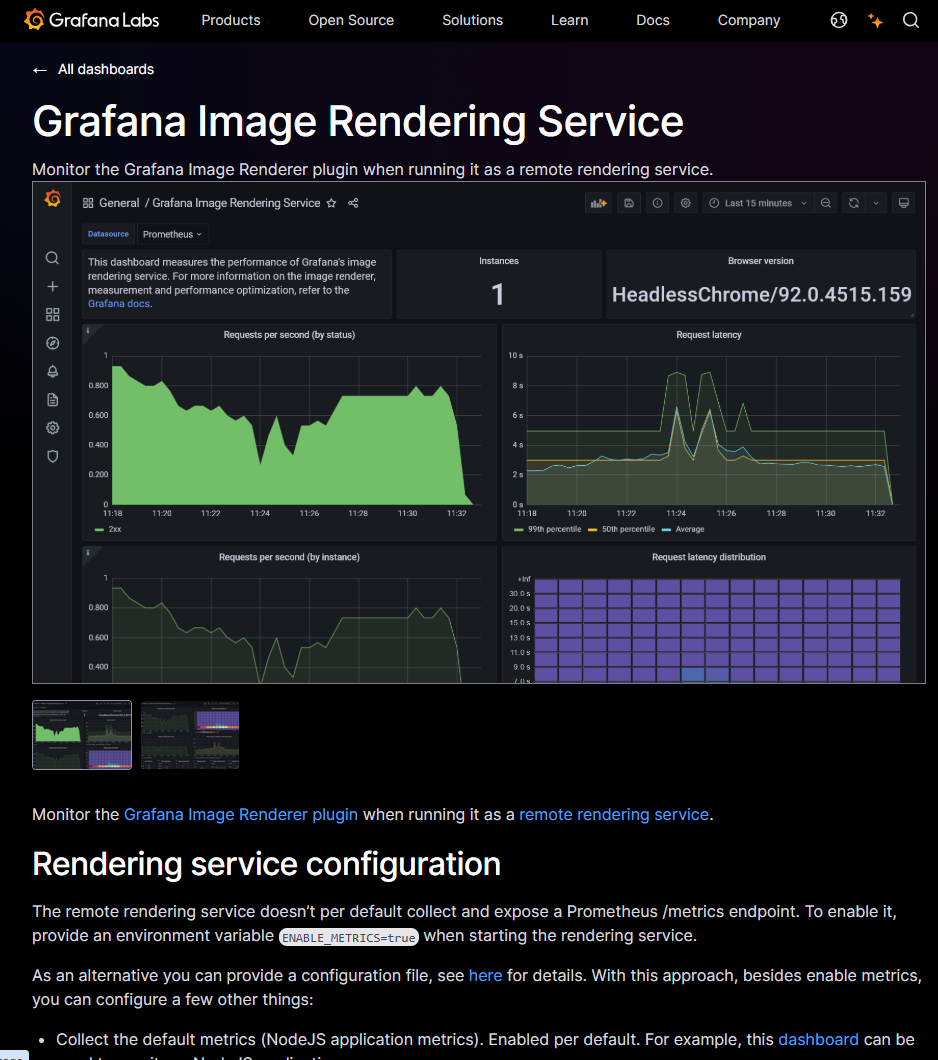 Grafana Labs Products Open Source Solutions Learn Docs Company
← All dashboards
Grafana Image Rendering Service
Monitor the Grafana Image Renderer plugin when running it as a remote rendering service.
General / Grafana Image Rendering Service Last 15 minutes
Datasource Prometheus
This dashboard measures the performance of Grafana's image
rendering service. For more information on the image renderer,
measurement and performance optimization, refer to the
Grafana docs.
Instances
1
Browser version
HeadlessChrome/92.0.4515.159
Requests per second (by status)
1
0.800
0.600
0.400
0.200
0
11:18 11:20 11:22 11:24 11:26 11:28 11:30 11:32
2xx
Request latency
10 s
8 s
6 s
4 s
2 s
0 s
11:18 11:20 11:22 11:24 11:26 11:28 11:30 11:32
99th percentile 50th percentile Average
Requests per second (by instance)
1
0.800
0.600
0.400
Request latency distribution
+Inf
30.0 s
20.0 s
15.0 s
13.0 s
11.0 s
9.0 s
7.0 s
Monitor the Grafana Image Renderer plugin when running it as a remote rendering service.
Rendering service configuration
The remote rendering service doesn’t per default collect and expose a Prometheus /metrics endpoint. To enable it,
provide an environment variable ENABLE_METRICS=true when starting the rendering service.
As an alternative you can provide a configuration file, see here for details. With this approach, besides enable metrics,
you can configure a few other things:
• Collect the default metrics (NodeJS application metrics). Enabled per default. For example, this dashboard can be